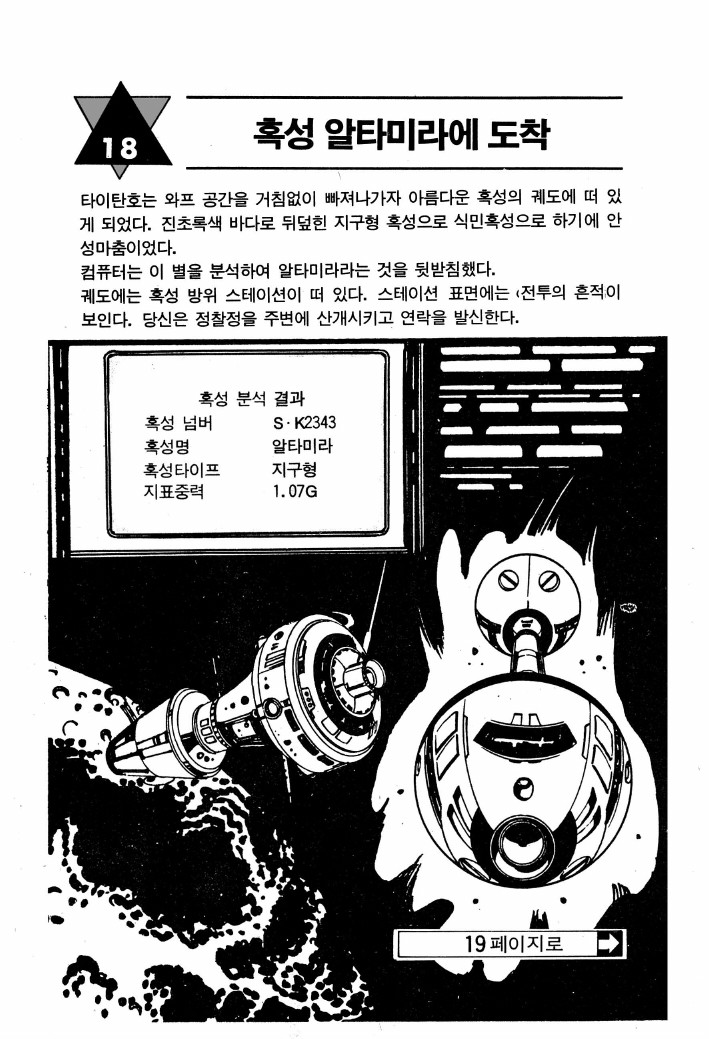 18
혹성 알타미라에 도착
타이탄호는 와프 공간을 거침없이 빠져나가자 아름다운 혹성의 궤도에 떠 있
게 되었다. 진초록색 바다로 뒤덮힌 지구형 혹성으로 식민혹성으로 하기에 안
성마춤이었다.
컴퓨터는 이 별을 분석하여 알타미라라는 것을 뒷받침했다.
궤도에는 혹성 방위 스테이션이 떠 있다. 스테이션 표면에는 전투의 흔적이
보인다. 당신은 정찰정을 주변에 산개시키고 연락을 발신한다.
혹성 분석 결과
혹성 넘버 S·K2343
혹성명 알타미라
혹성타이프 지구형
지표중력 1.07G
19페이지로